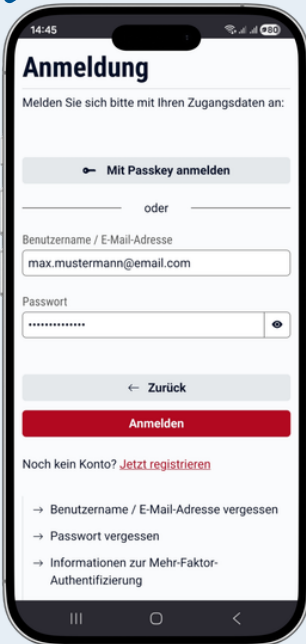 14:45
80
Anmeldung
Melden Sie sich bitte mit Ihren Zugangsdaten an:
Mit Passkey anmelden
oder
Benutzername / E-Mail-Adresse
max.mustermann@email.com
Passwort
••••••••••••••
← Zurück
Anmelden
Noch kein Konto? Jetzt registrieren
→ Benutzername / E-Mail-Adresse vergessen
→ Passwort vergessen
→ Informationen zur Mehr-Faktor-
Authentifizierung